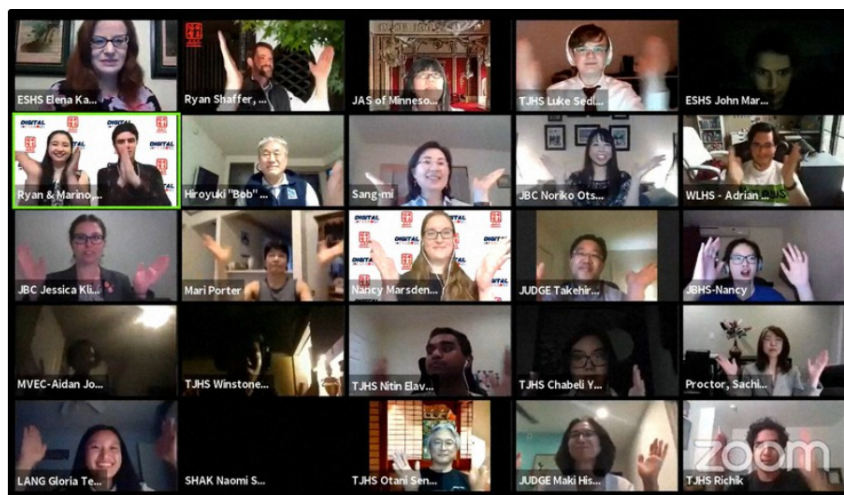 ESHS Elena Ka...
Ryan Shaffer, ...
JAS of Minneso...
TJHS Luke Sedl...
ESHS John Mar...
DIGITAL
DIGITAL
Ryan & Marino, ...
Hiroyuki "Bob" ...
Sang-mi
JBC Noriko Ots...
WLHS - Adrian ...
JBC Jessica Kli...
Mari Porter
DIGITAL
DIGITAL
Nancy Marsden...
JUDGE Takehir...
JBHS-Nancy
MVEC-Aidan Jo...
TJHS Winstone...
TJHS Nitin Elav...
TJHS Chabeli Y...
Proctor, Sachi...
LANG Gloria Te...
SHAK Naomi S...
TJHS Otani Sen...
JUDGE Maki His...
TJHS Richik
zoom